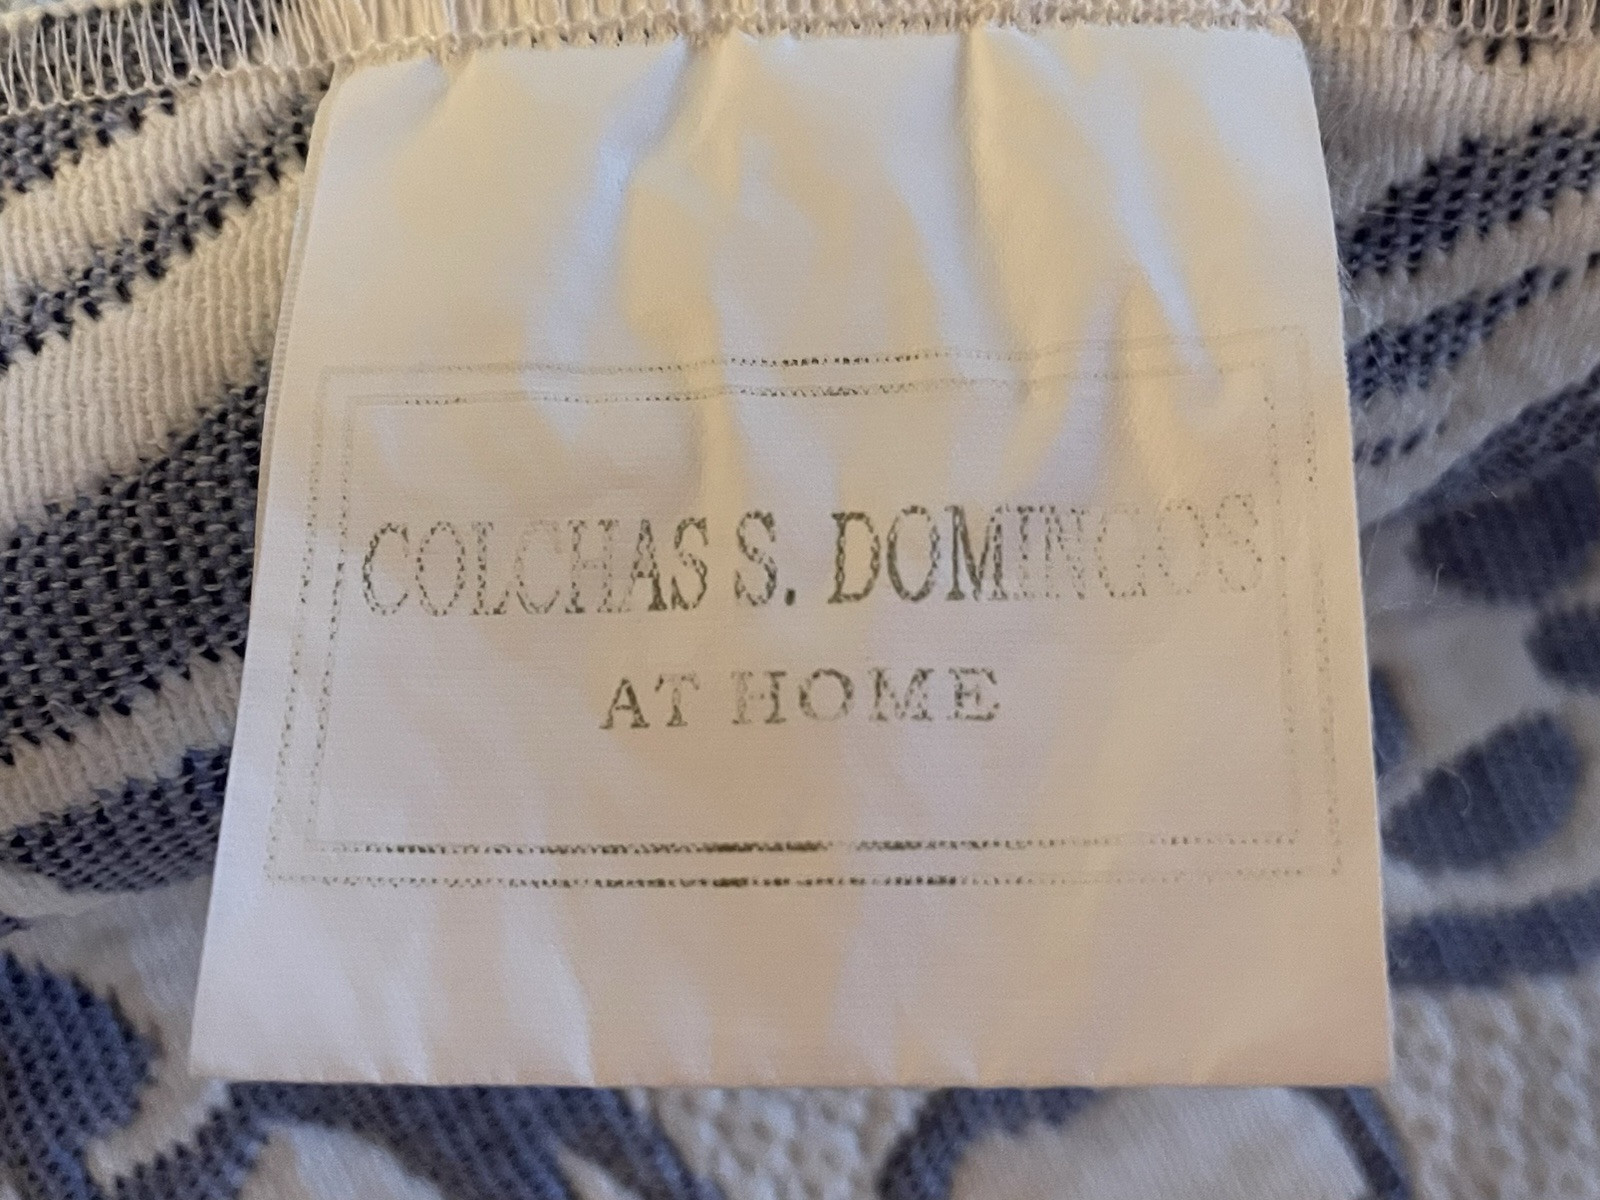 COLCHAS S. DOMINGOS
AT HOME